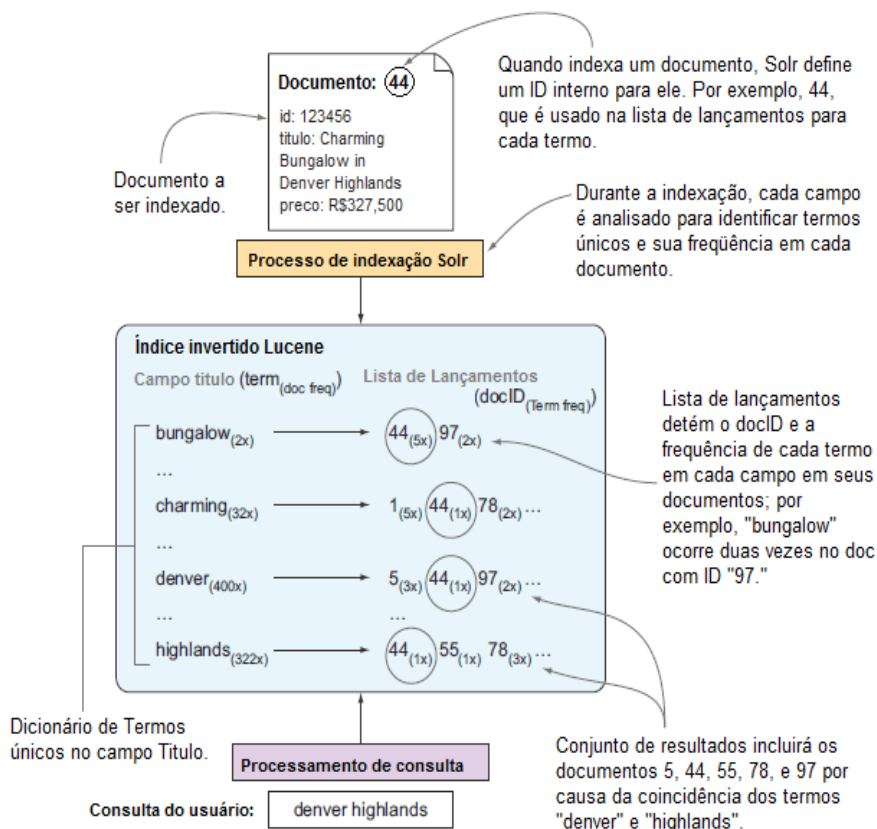 Quando indexa um documento, Solr define
um ID interno para ele. Por exemplo, 44,
que é usado na lista de lançamentos para
cada termo.
Documento: 44
id: 123456
titulo: Charming
Bungalow in
Denver Highlands
preco: R$327,500
Documento a
ser indexado.
Durante a indexação, cada campo
é analisado para identificar termos
únicos e sua freqüência em cada
documento.
Processo de indexação Solr
Índice invertido Lucene
Campo titulo (term(doc freq))
Lista de Lançamentos
(docID(Term freq))
bungalow(2x) 44(5x) 97(2x)
...
charming(32x) 1(5x) 44(1x) 78(2x) ...
...
denver(400x) 5(3x) 44(1x) 97(2x) ...
... ...
highlands(322x) 44(1x) 55(1x) 78(3x) ...
Lista de lançamentos
detém o docID e a
frequência de cada termo
em cada campo em seus
documentos; por
exemplo, "bungalow"
ocorre duas vezes no doc
com ID "97."
Dicionário de Termos
únicos no campo Titulo.
Processamento de consulta
Consulta do usuário: denver highlands
Conjunto de resultados incluirá os
documentos 5, 44, 55, 78, e 97 por
causa da coincidência dos termos
"denver" e "highlands".